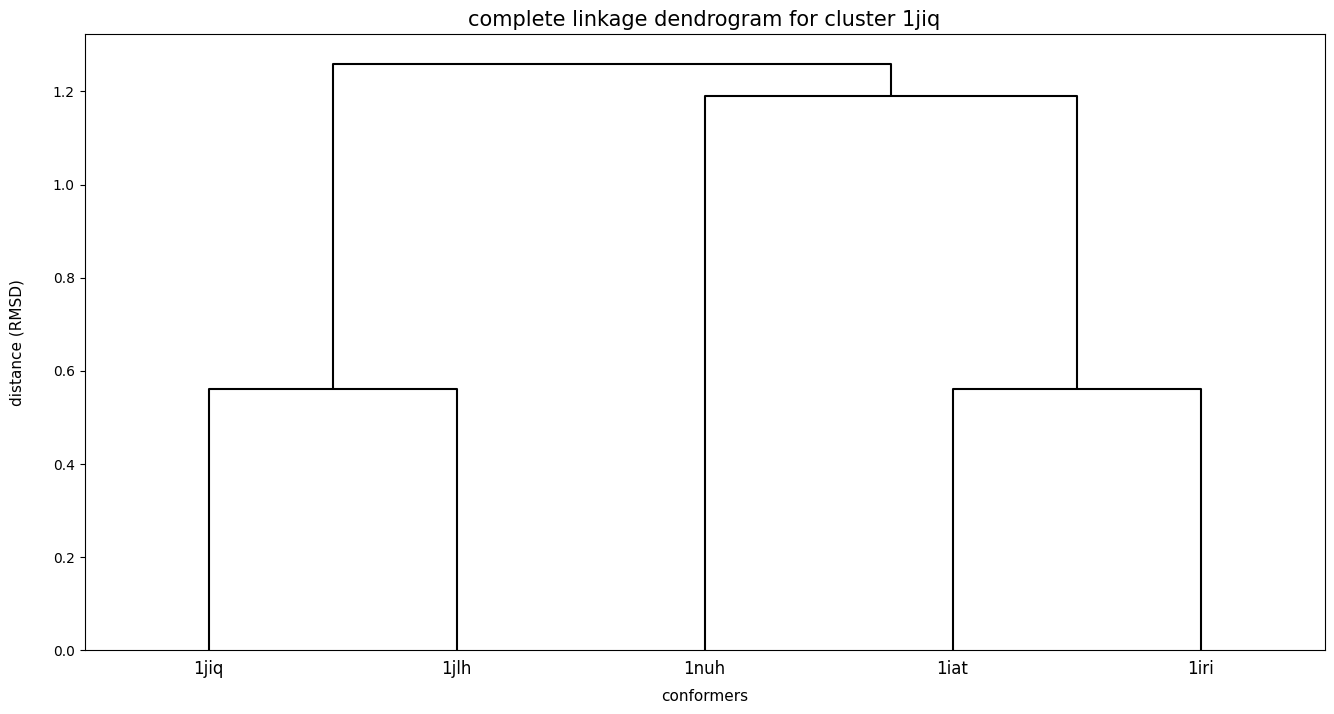 complete linkage dendrogram for cluster 1jiq
distance (RMSD)
1.2
1.0
0.8
0.6
0.4
0.2
0.0
1jiq 1jlh 1nuh 1iat 1iri
conformers